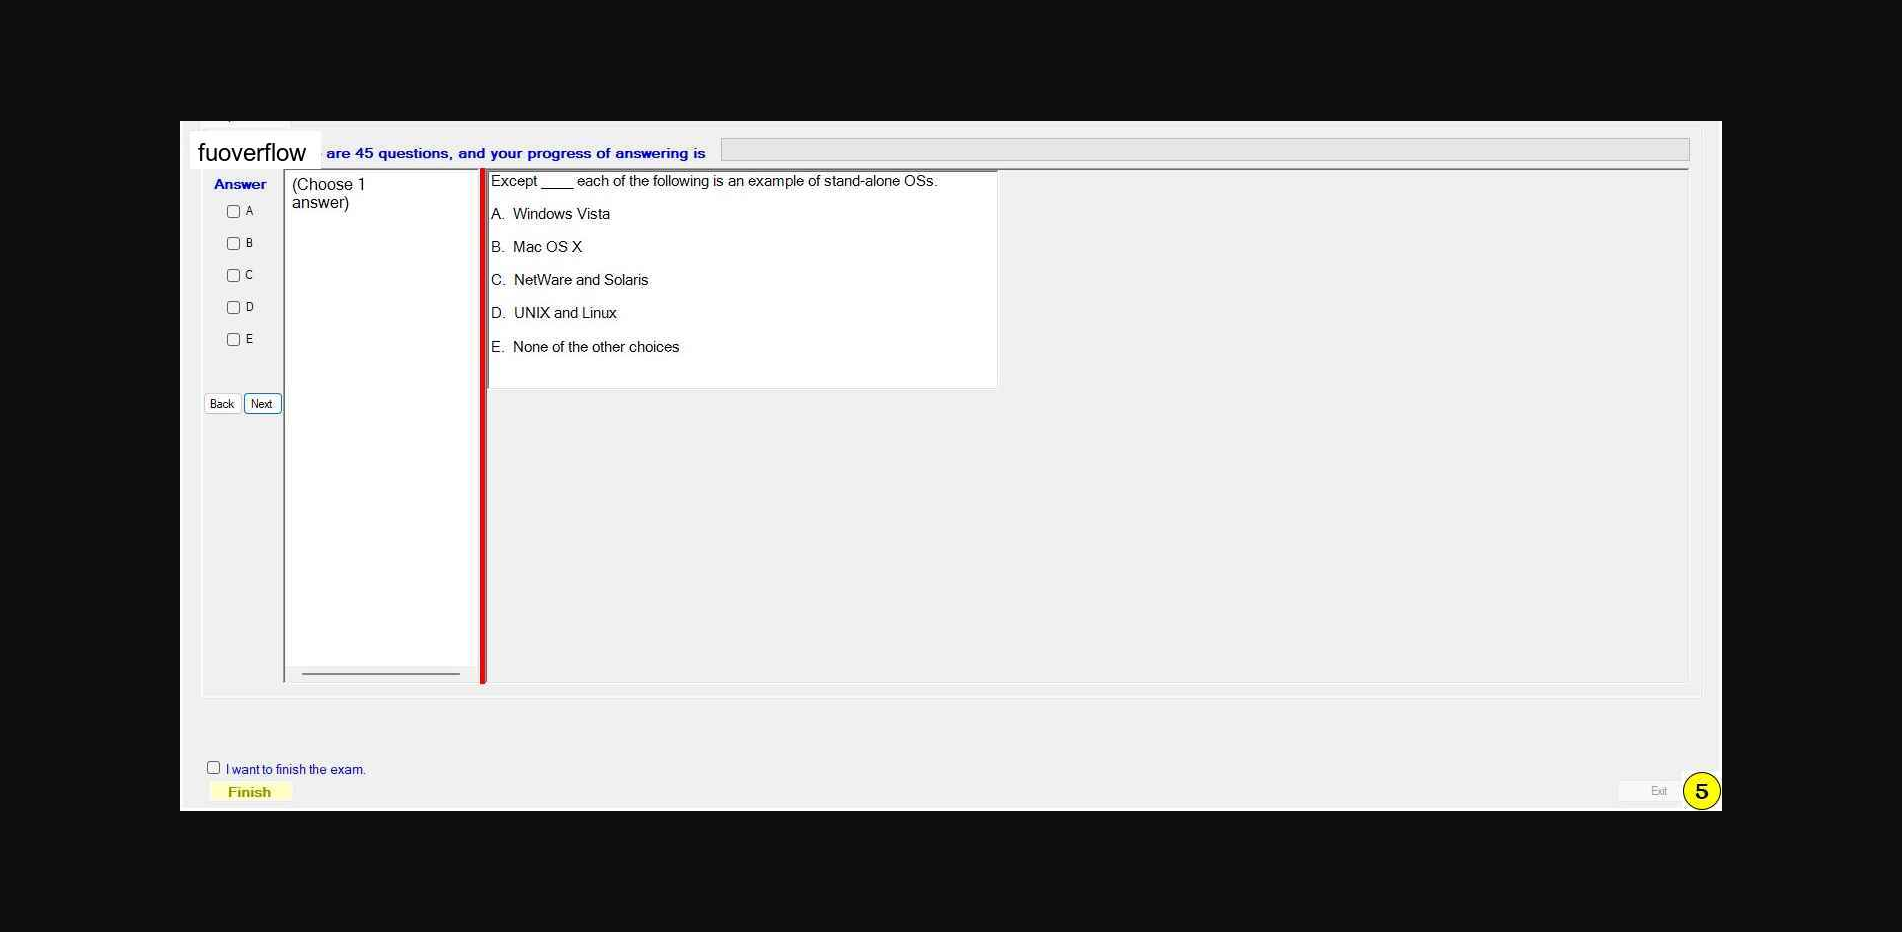 fuoverflow are 45 questions, and your progress of answering is
Answer
(Choose 1
answer)
A
B
C
D
E
Back Next
Except ____ each of the following is an example of stand-alone OSs.
A. Windows Vista
B. Mac OS X
C. NetWare and Solaris
D. UNIX and Linux
E. None of the other choices
I want to finish the exam.
Finish
Exit
5